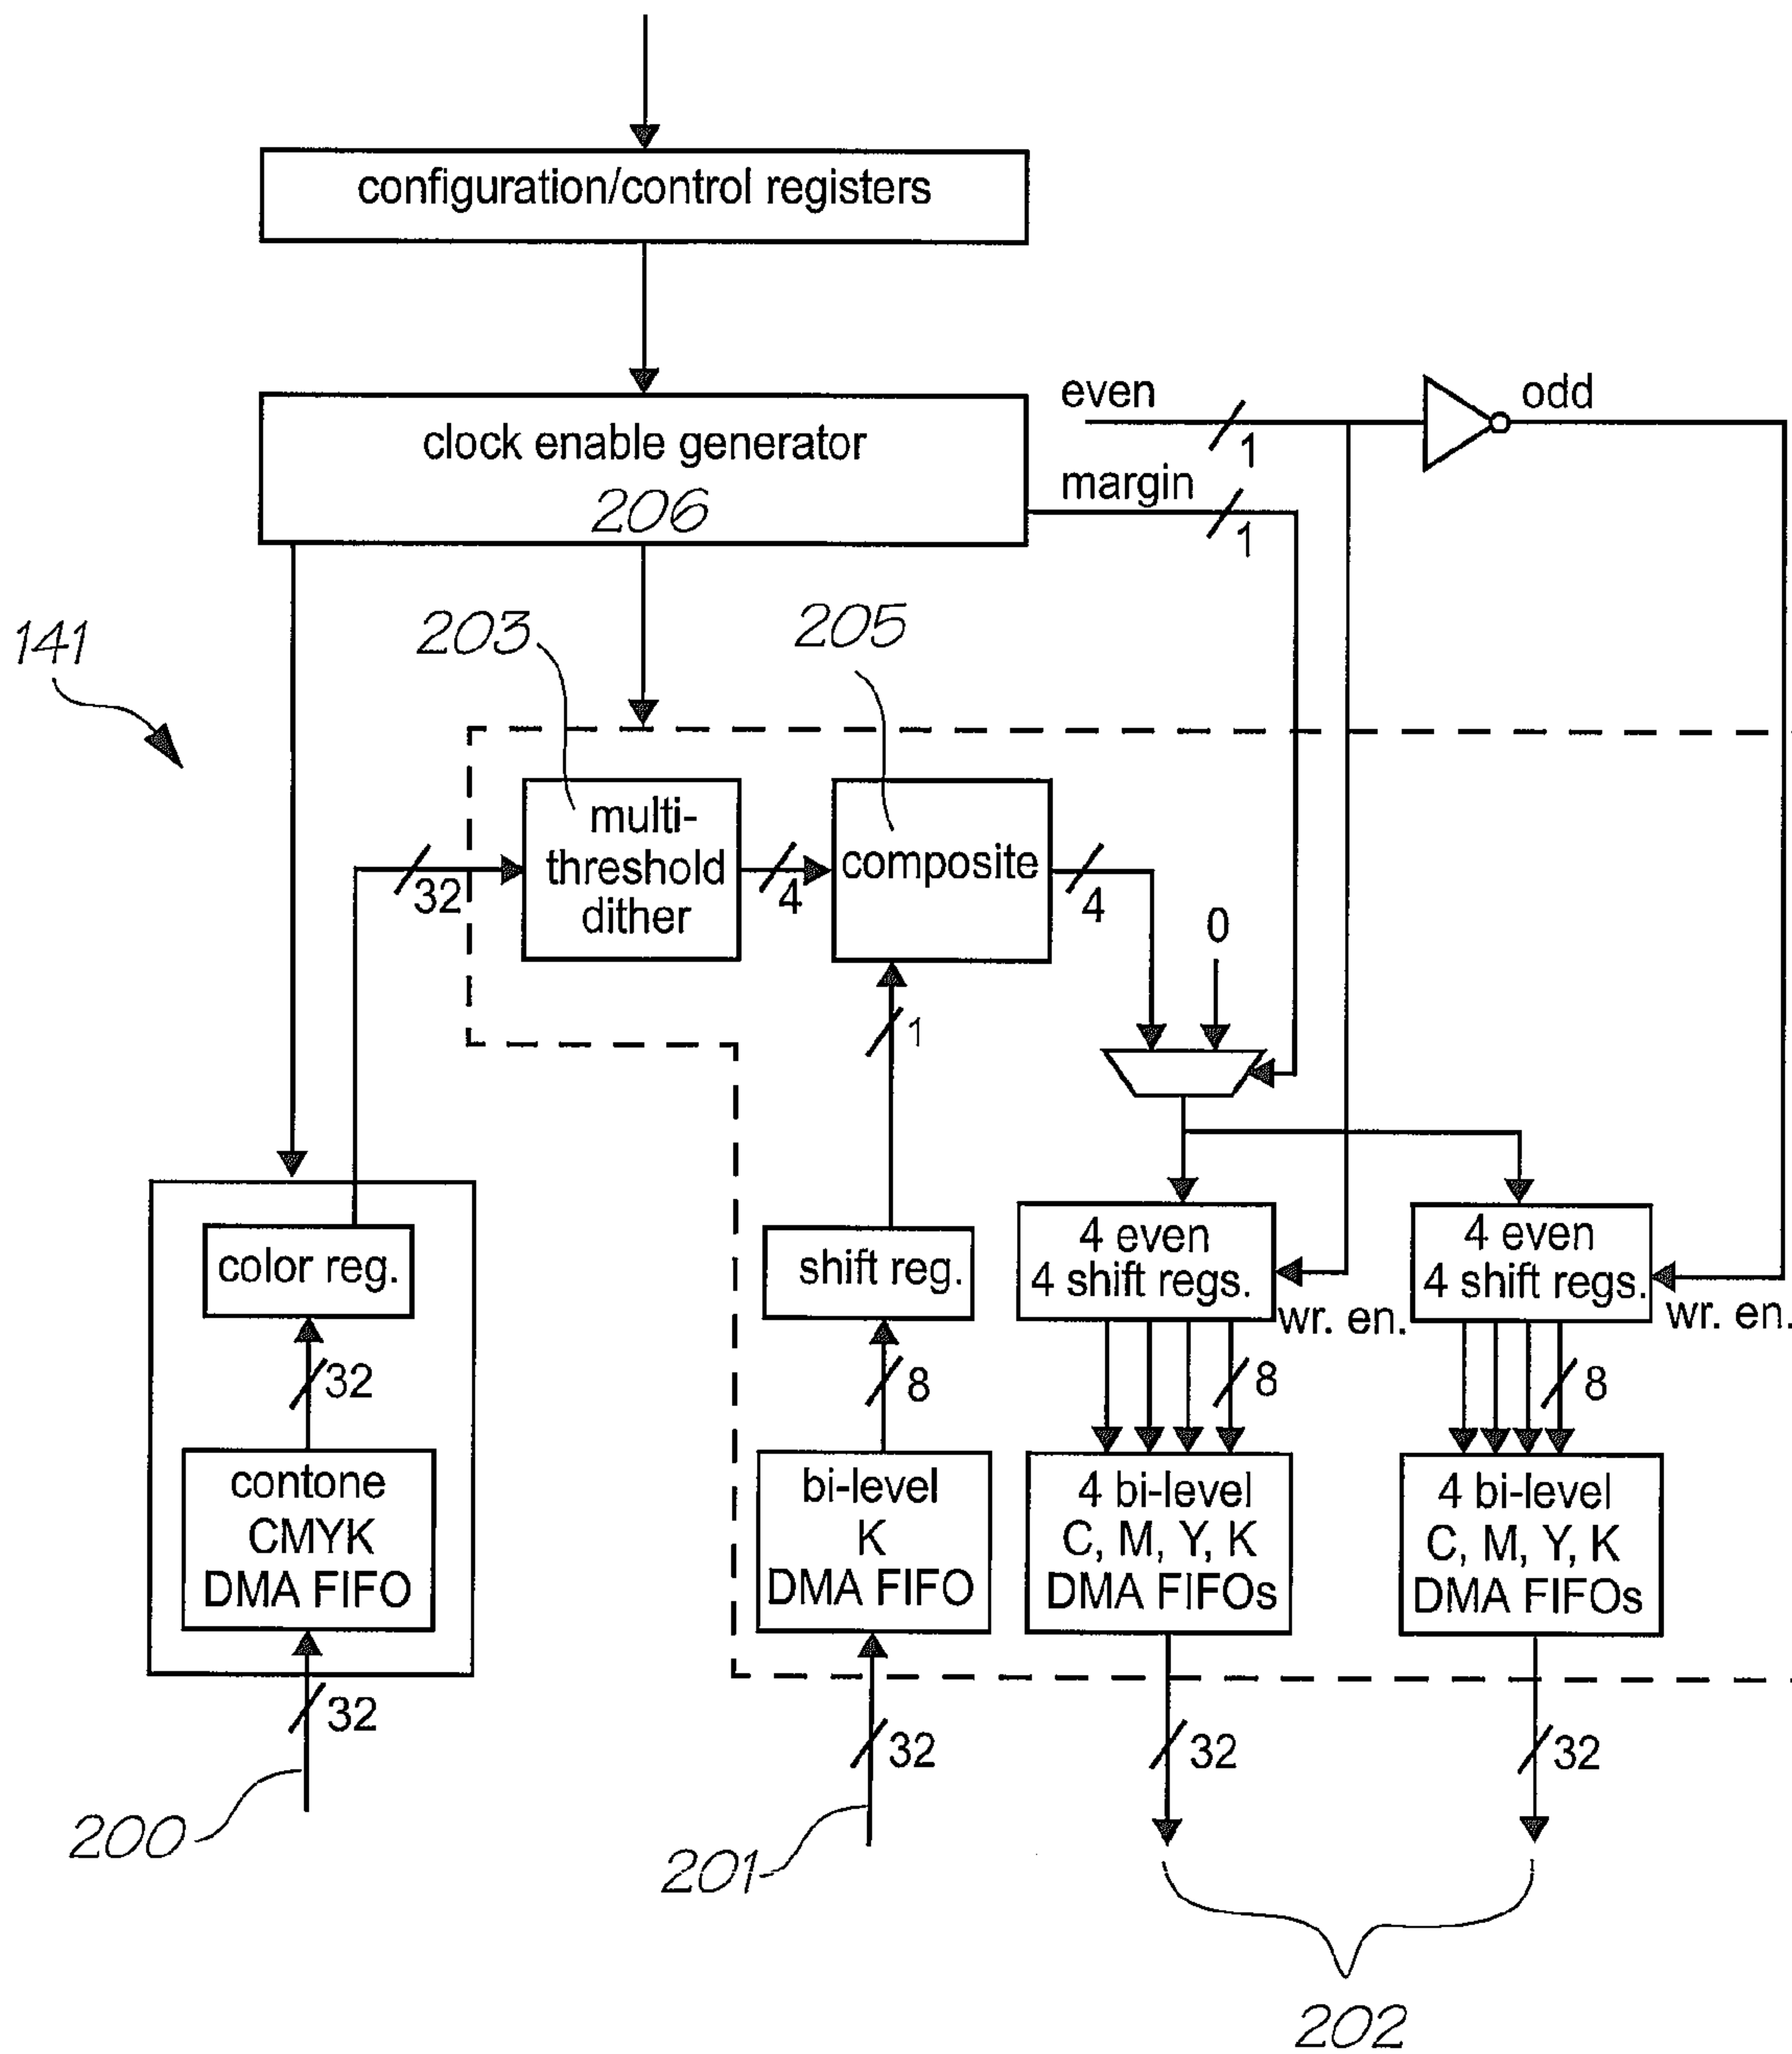 configuration/control registers
clock enable generator
206
even
1
odd
margin
1
141
203
205
multi-
threshold
dither
32
4
composite
4
0
1
color reg.
32
contone
CMYK
DMA FIFO
32
200
shift reg.
8
bi-level
K
DMA FIFO
32
201
4 even
4 shift regs.
wr. en.
8
4 bi-level
C, M, Y, K
DMA FIFOs
32
4 even
4 shift regs.
wr. en.
8
4 bi-level
C, M, Y, K
DMA FIFOs
32
202